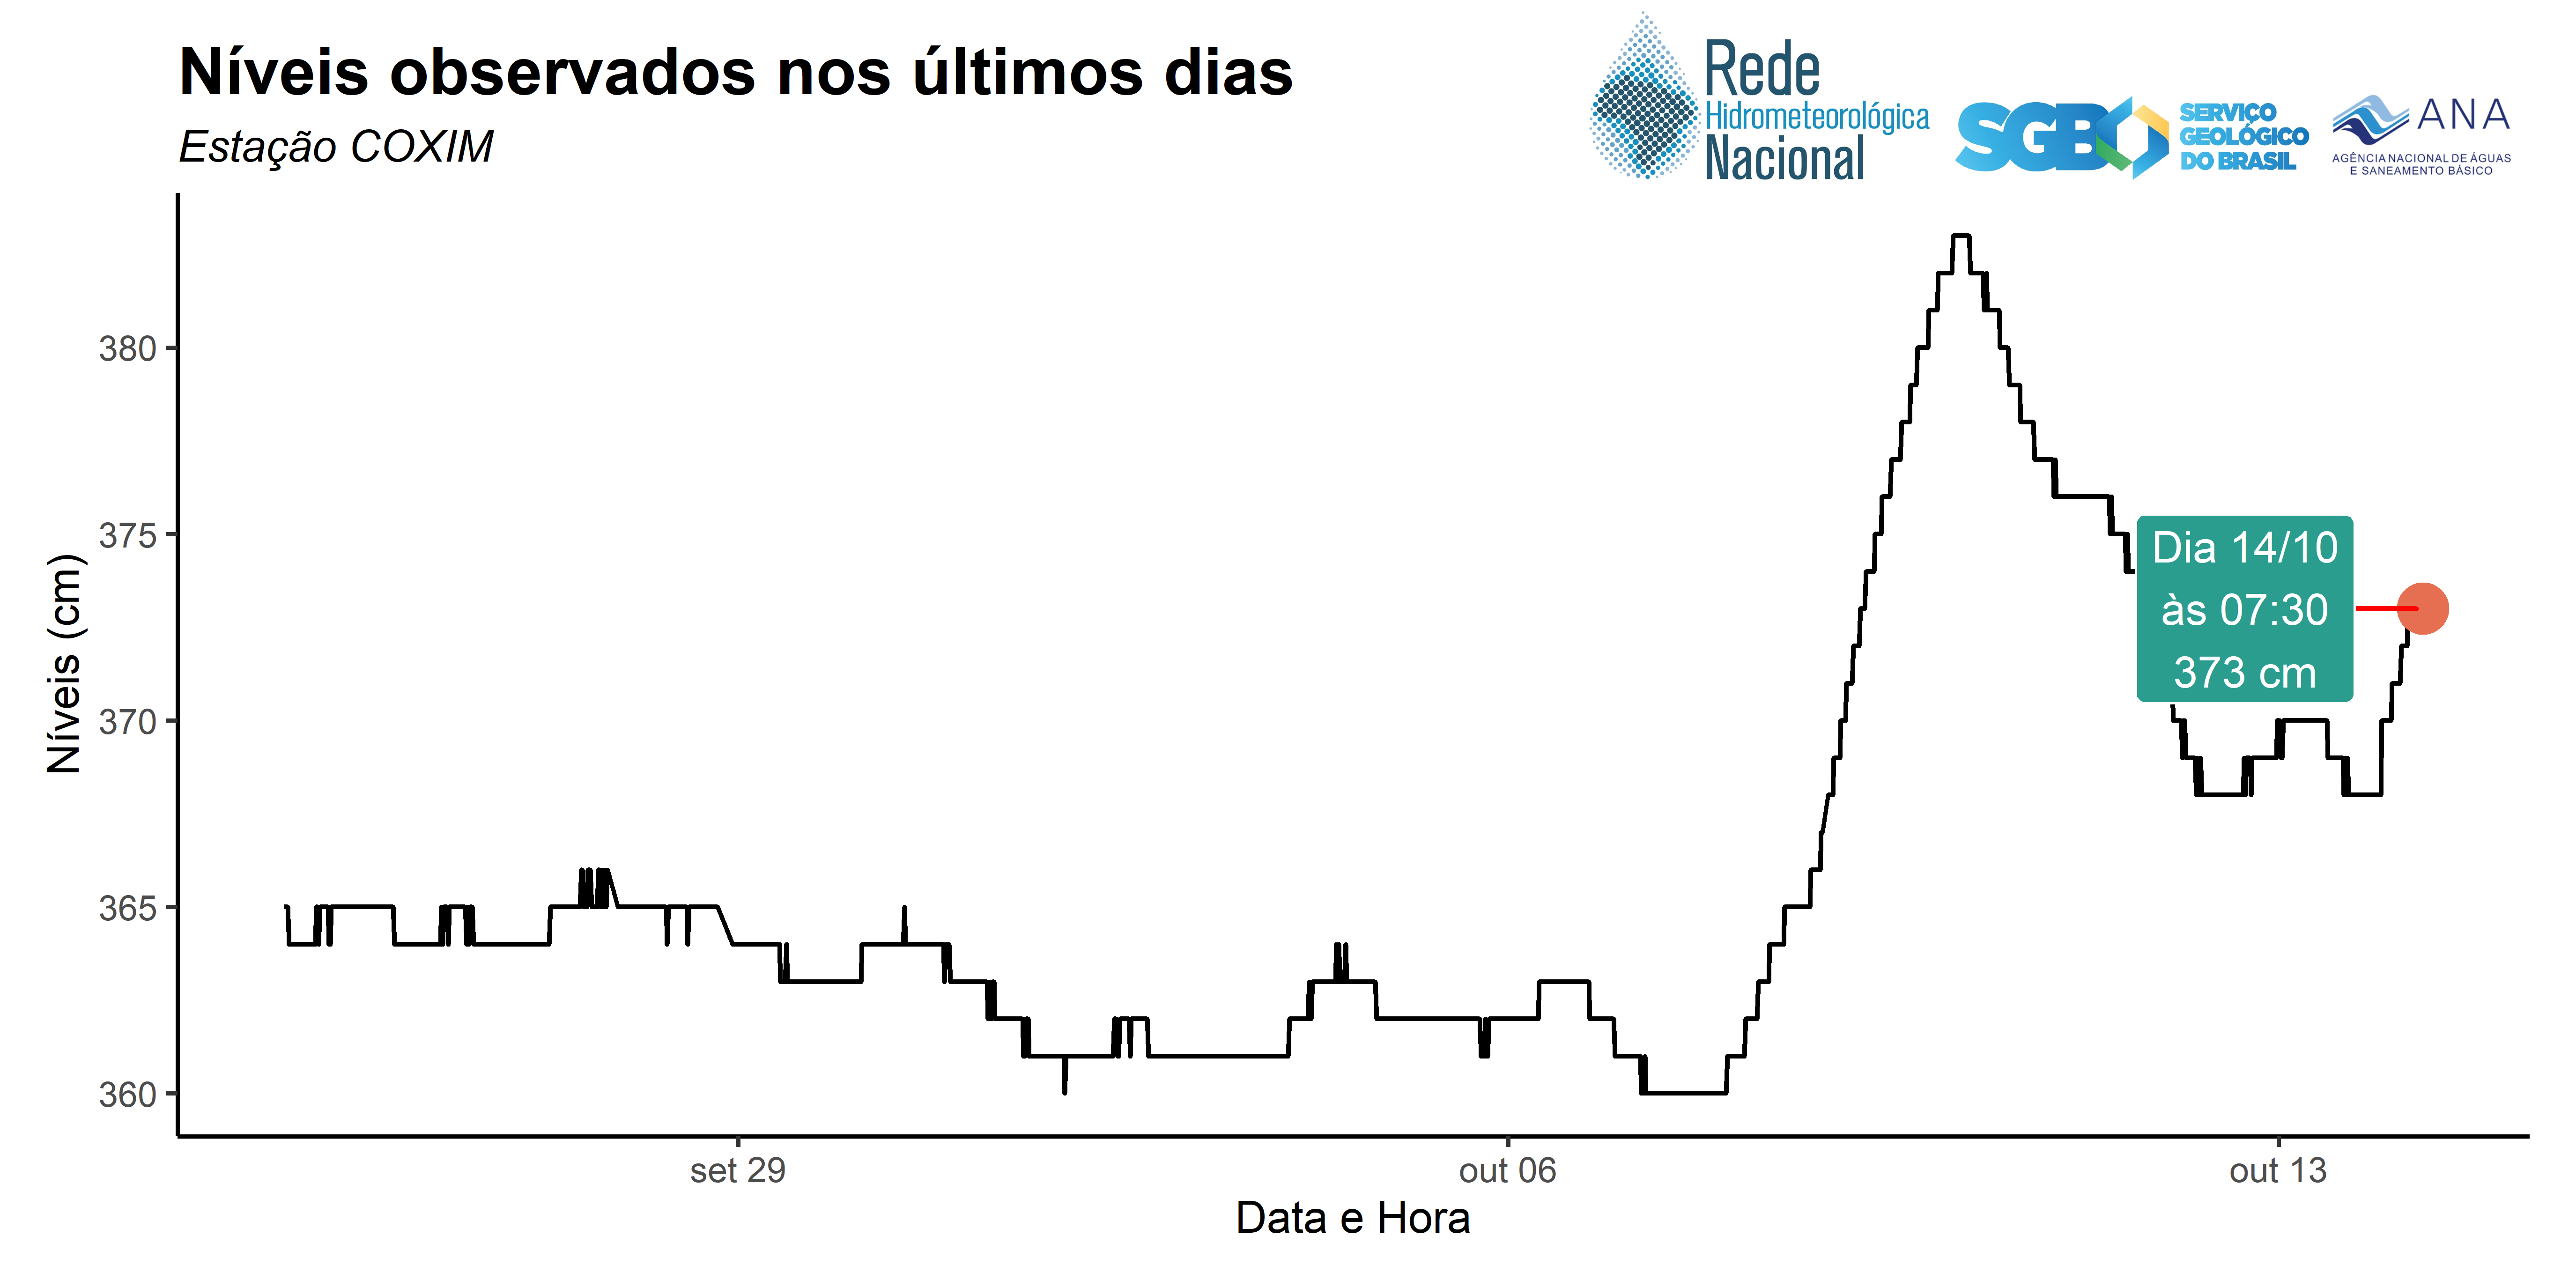 Níveis observados nos últimos dias
Estação COXIM
Rede
Hidrometeorológica
Nacional
SGB
SERVIÇO
GEOLÓGICO
DO BRASIL
ANA
AGÊNCIA NACIONAL DE ÁGUAS
E SANEAMENTO BÁSICO
Níveis (cm)
380
375
370
365
360
Dia 14/10
às 07:30
373 cm
set 29
out 06
out 13
Data e Hora